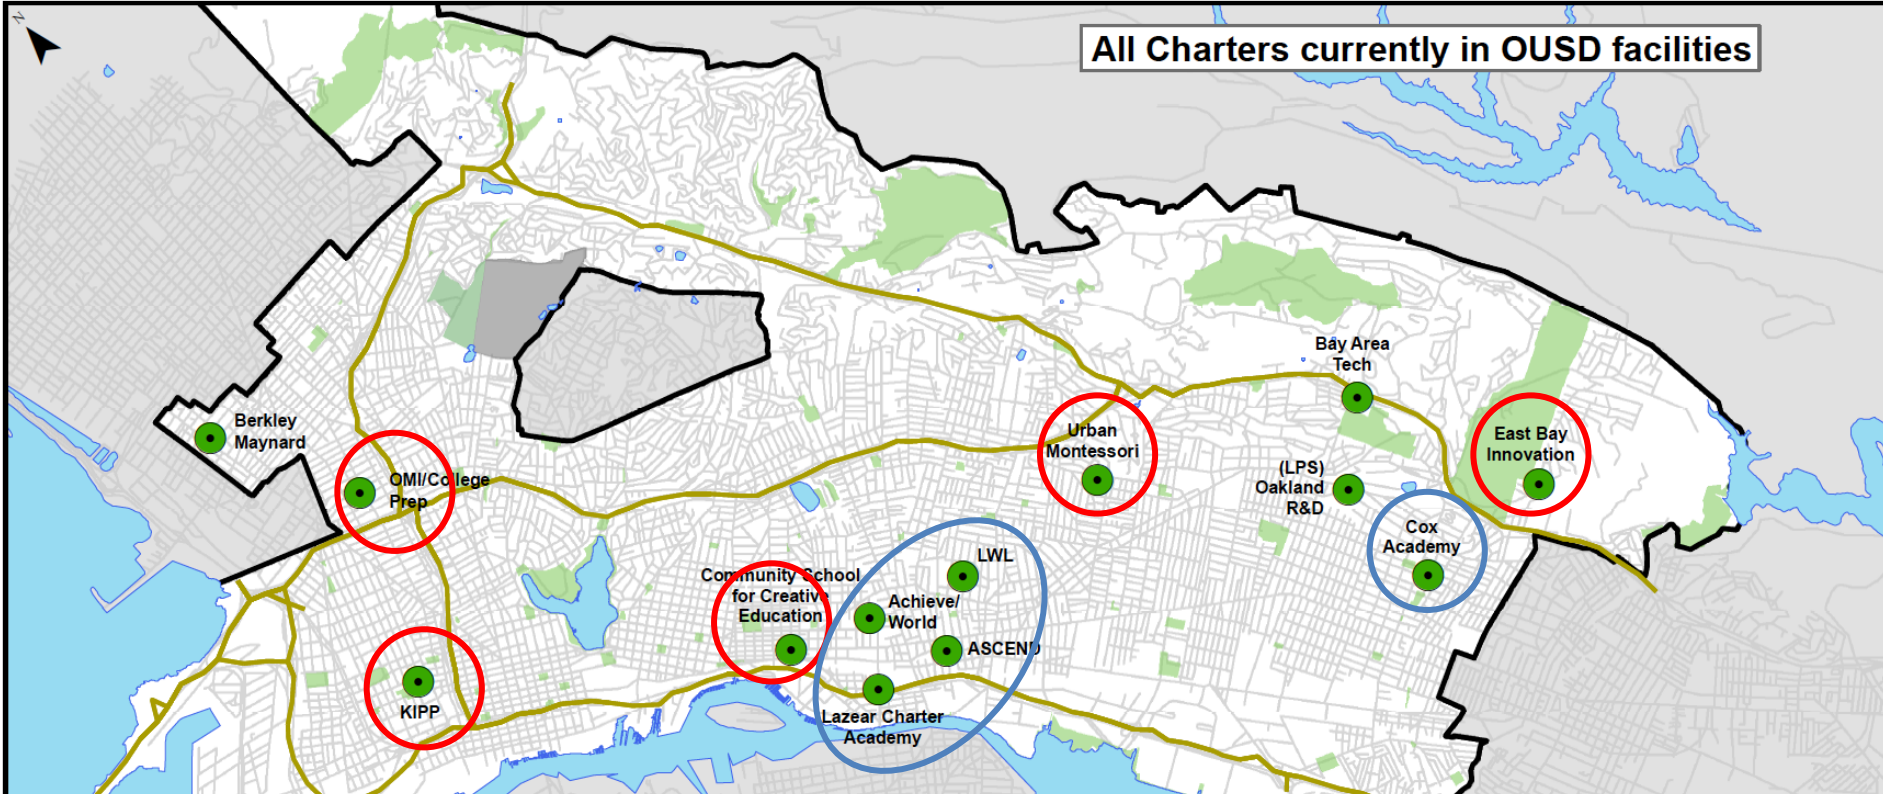 N
All Charters currently in OUSD facilities
Bay Area
Tech
Berkley
Maynard
OMI/College
Prep
Urban
Montessori
East Bay
Innovation
(LPS)
Oakland
R&D
Cox
Academy
LWL
Community School
for Creative
Education
Achieve/
World
ASCEND
KIPP
Lazear Charter
Academy